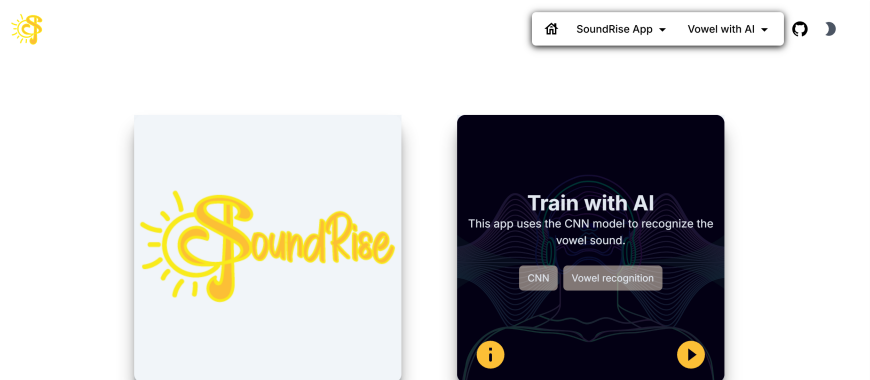 SoundRise App
Vowel with AI
SoundRise
Train with AI
This app uses the CNN model to recognize the
vowel sound.
CNN
Vowel recognition